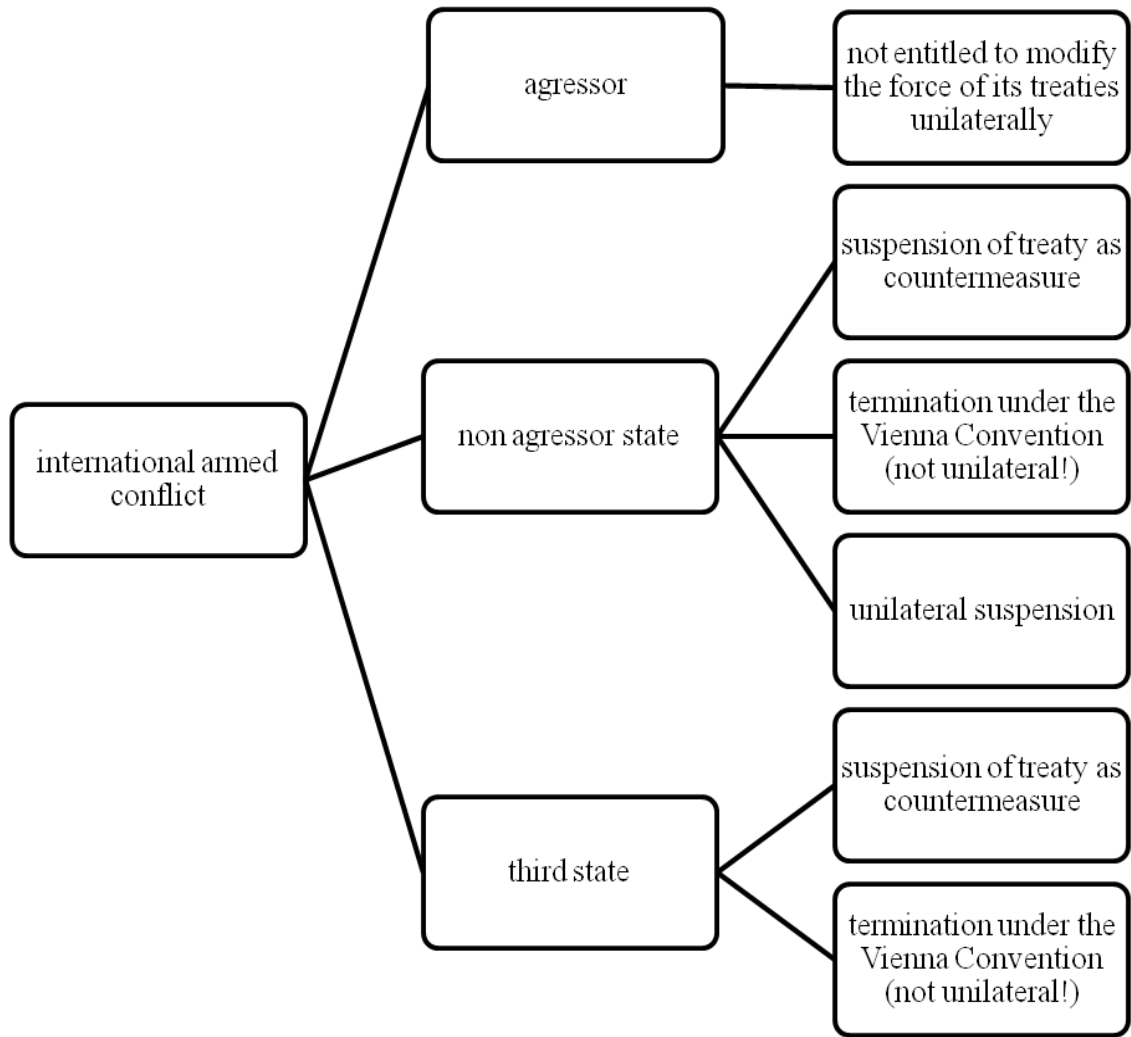 international armed
conflict
agressor
not entitled to modify
the force of its treaties
unilaterally
non agressor state
suspension of treaty as
countermeasure
termination under the
Vienna Convention
(not unilateral!)
unilateral suspension
third state
suspension of treaty as
countermeasure
termination under the
Vienna Convention
(not unilateral!)